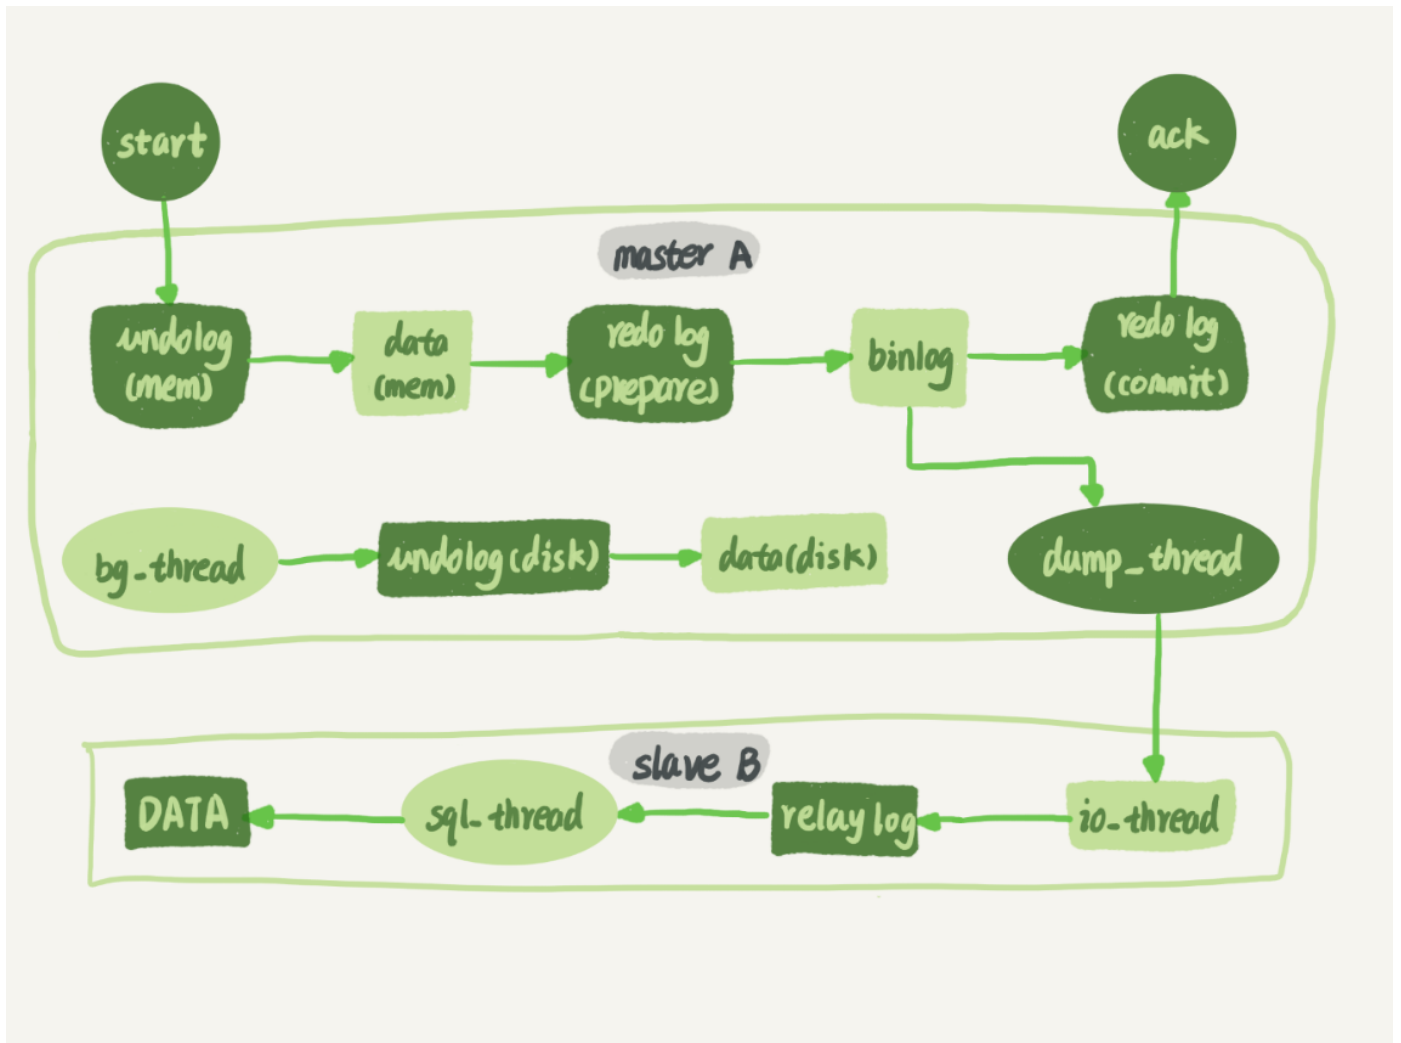 start
ack
master A
undolog
(mem)
data
(mem)
redo log
(prepare)
binlog
redo log
(commit)
bg_thread
undolog(disk)
data(disk)
dump_thread
slave B
DATA
sql_thread
relay log
io_thread